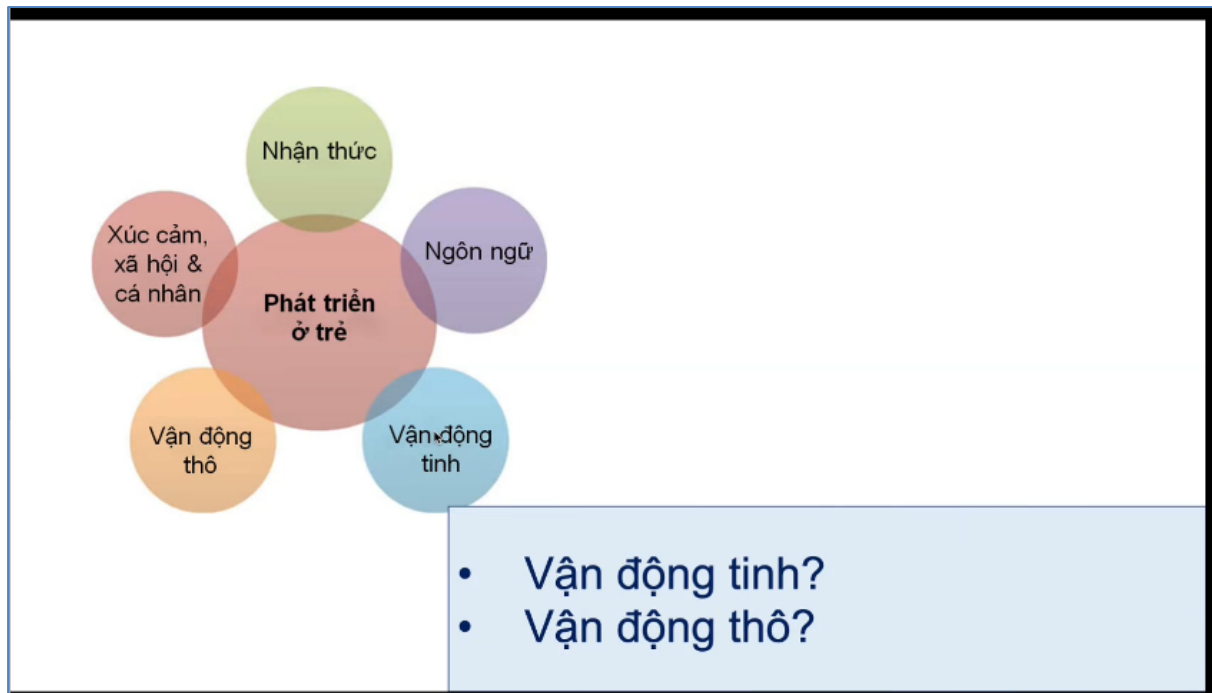 Nhận thức
Xúc cảm,
xã hội &
cá nhân
Ngôn ngữ
Phát triển
ở trẻ
Vận động
thô
Vận động
tinh
• Vận động tinh?
• Vận động thô?